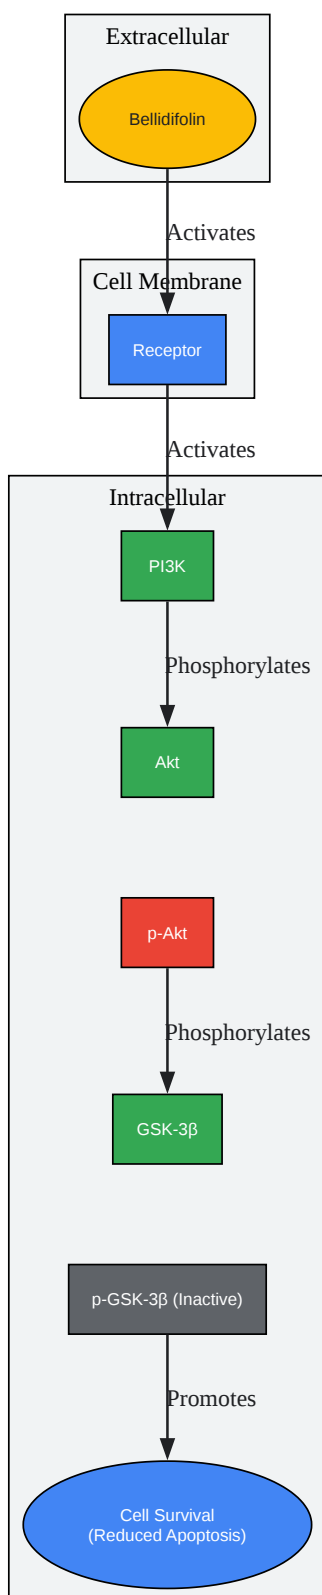 Extracellular
Bellidifolin
Activates
Cell Membrane
Receptor
Activates
Intracellular
PI3K
Phosphorylates
Akt
p-Akt
Phosphorylates
GSK-3β
p-GSK-3β (Inactive)
Promotes
Cell Survival
(Reduced Apoptosis)